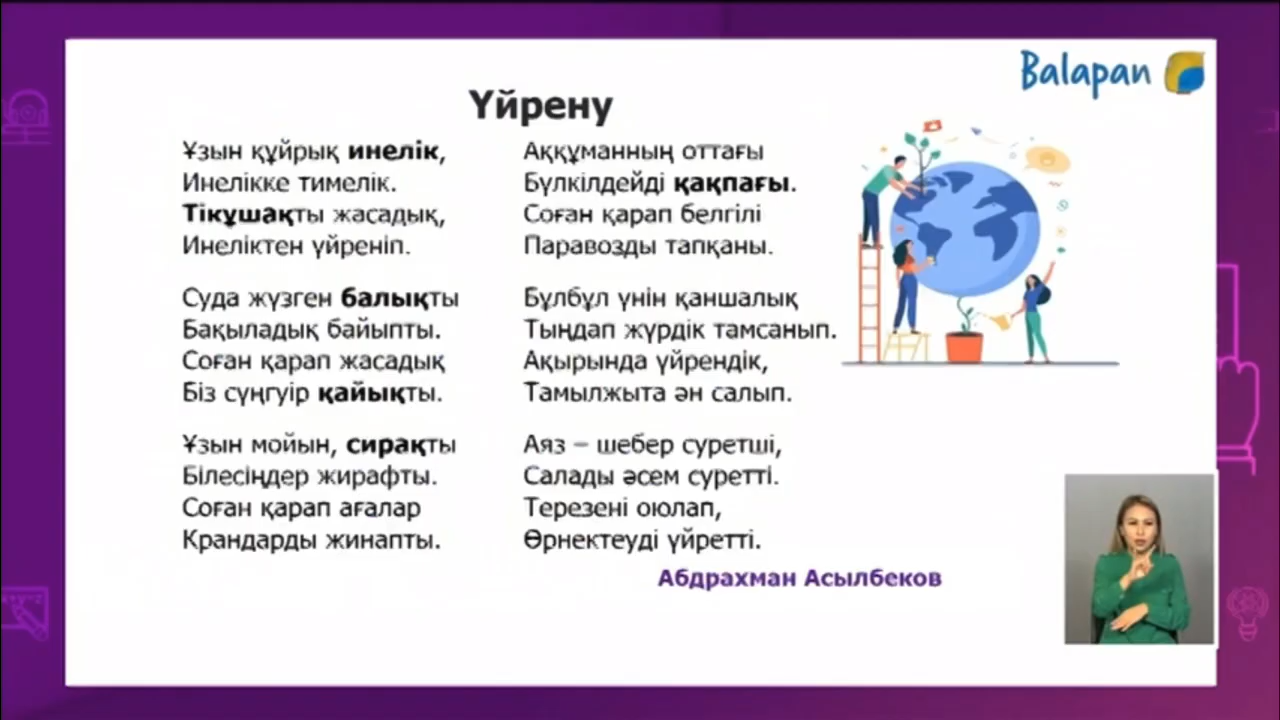 Balapan
Үйрену
Ұзын құйрық инелік,
Инелікке тимелік.
Тікұшақты жасадық,
Инеліктен үйреніп.
Суда жүзген балықты
Бақыладық байыпты.
Соған қарап жасадық
Біз сүңгуір қайықты.
Ұзын мойын, сирақты
Білесіңдер жирафты.
Соған қарап ағалар
Крандарды жинапты.
Аққұманның оттағы
Бүлкілдейді қақпағы.
Соған қарап белгілі
Паравозды тапқаны.
Бұлбұл үнін қаншалық
Тыңдап жүрдік тамсанып.
Ақырында үйрендік,
Тамылжыта ән салып.
Аяз – шебер суретші,
Салады әсем суретті.
Терезені оюлап,
Өрнектеуді үйретті.
Абдрахман Асылбеков